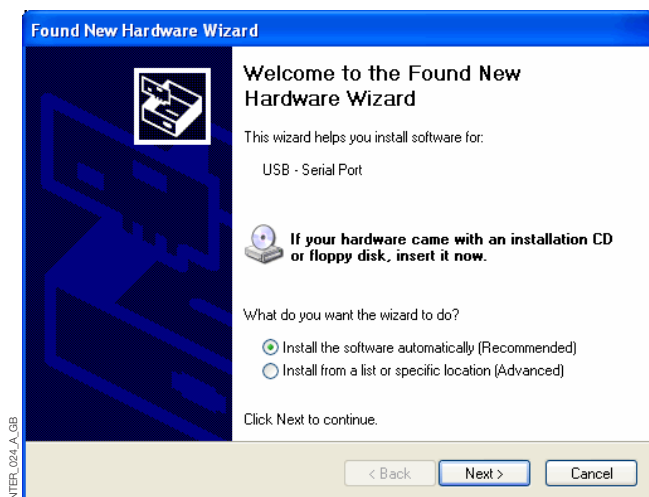 Found New Hardware Wizard
Welcome to the Found New
Hardware Wizard
This wizard helps you install software for:
USB - Serial Port
If your hardware came with an installation CD
or floppy disk, insert it now.
What do you want the wizard to do?
Install the software automatically (Recommended)
Install from a list or specific location (Advanced)
Click Next to continue.
< Back
Next >
Cancel
NTER_024_A_GB